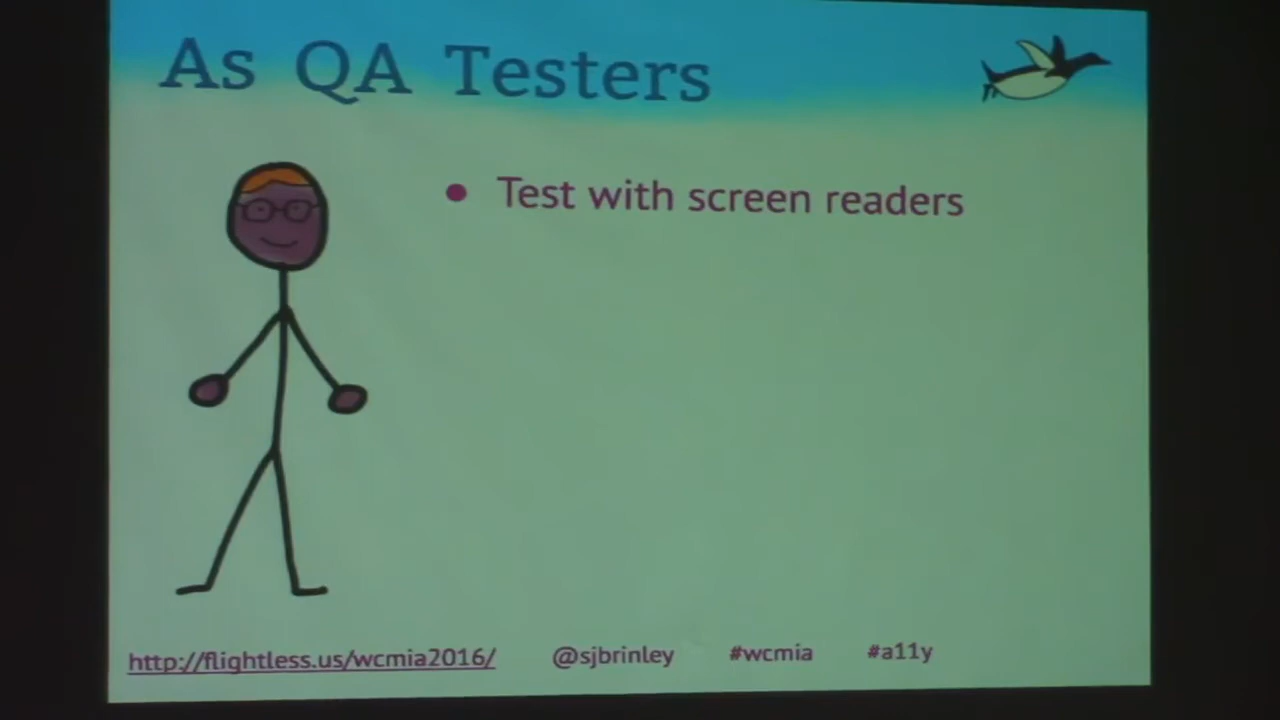 As QA Testers
• Test with screen readers
http://flightless.us/wcmia2016/ @sjbrinley #wcmia #a11y